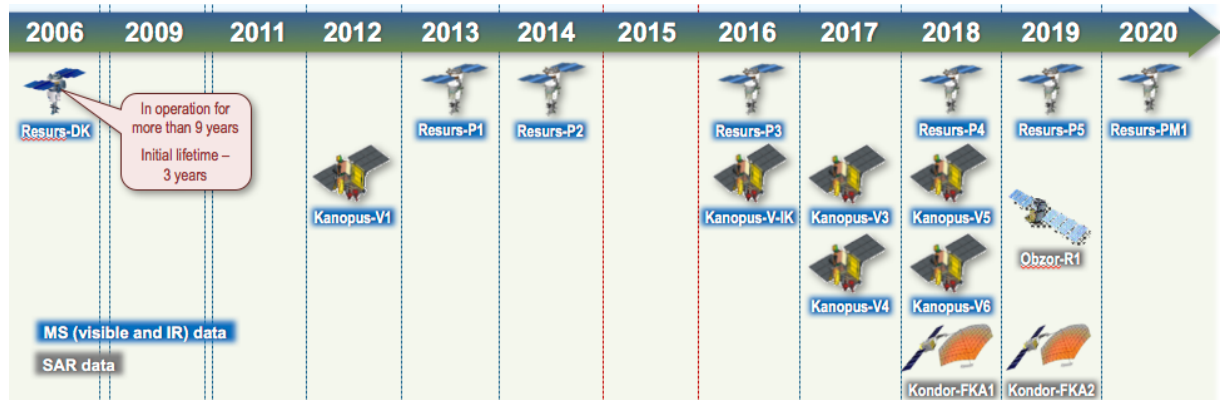 2006 2009 2011 2012 2013 2014 2015 2016 2017 2018 2019 2020
Resurs-DK
In operation for
more than 9 years
Initial lifetime –
3 years
Resurs-P1
Resurs-P2
Resurs-P3
Resurs-P4
Resurs-P5
Resurs-PM1
Kanopus-V1
Kanopus-V-IK
Kanopus-V3
Kanopus-V5
Obzor-R1
Kanopus-V4
Kanopus-V6
MS (visible and IR) data
SAR data
Kondor-FKA1
Kondor-FKA2